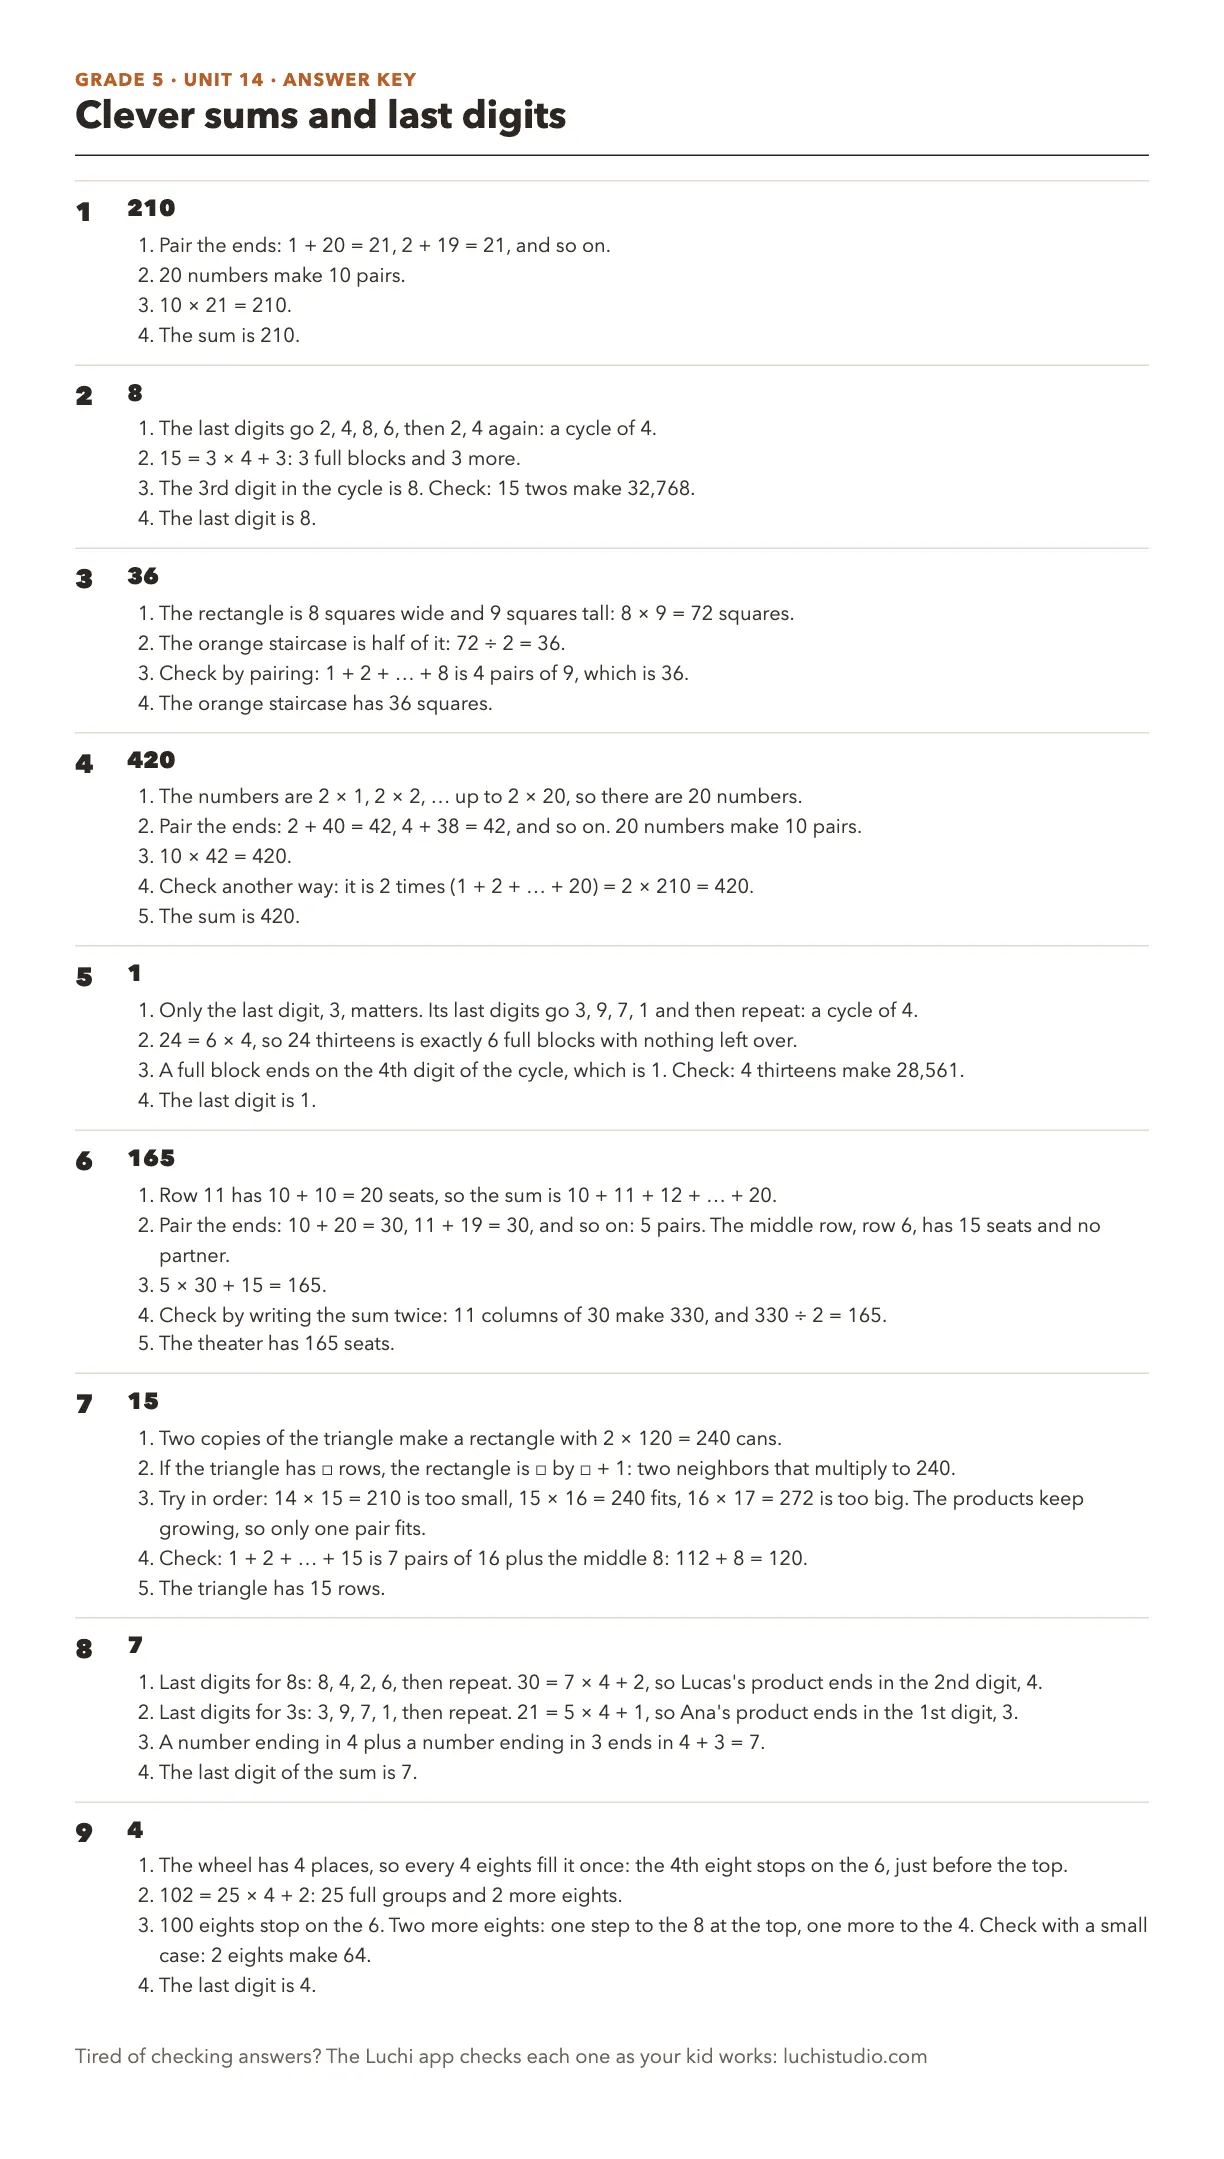 GRADE 5 · UNIT 14 · ANSWER KEY
Clever sums and last digits
1 210
1. Pair the ends: 1 + 20 = 21, 2 + 19 = 21, and so on.
2. 20 numbers make 10 pairs.
3. 10 × 21 = 210.
4. The sum is 210.
2 8
1. The last digits go 2, 4, 8, 6, then 2, 4 again: a cycle of 4.
2. 15 = 3 × 4 + 3: 3 full blocks and 3 more.
3. The 3rd digit in the cycle is 8. Check: 15 twos make 32,768.
4. The last digit is 8.
3 36
1. The rectangle is 8 squares wide and 9 squares tall: 8 × 9 = 72 squares.
2. The orange staircase is half of it: 72 ÷ 2 = 36.
3. Check by pairing: 1 + 2 + … + 8 is 4 pairs of 9, which is 36.
4. The orange staircase has 36 squares.
4 420
1. The numbers are 2 × 1, 2 × 2, … up to 2 × 20, so there are 20 numbers.
2. Pair the ends: 2 + 40 = 42, 4 + 38 = 42, and so on. 20 numbers make 10 pairs.
3. 10 × 42 = 420.
4. Check another way: it is 2 times (1 + 2 + … + 20) = 2 × 210 = 420.
5. The sum is 420.
5 1
1. Only the last digit, 3, matters. Its last digits go 3, 9, 7, 1 and then repeat: a cycle of 4.
2. 24 = 6 × 4, so 24 thirteens is exactly 6 full blocks with nothing left over.
3. A full block ends on the 4th digit of the cycle, which is 1. Check: 4 thirteens make 28,561.
4. The last digit is 1.
6 165
1. Row 11 has 10 + 10 = 20 seats, so the sum is 10 + 11 + 12 + … + 20.
2. Pair the ends: 10 + 20 = 30, 11 + 19 = 30, and so on: 5 pairs. The middle row, row 6, has 15 seats and no
partner.
3. 5 × 30 + 15 = 165.
4. Check by writing the sum twice: 11 columns of 30 make 330, and 330 ÷ 2 = 165.
5. The theater has 165 seats.
7 15
1. Two copies of the triangle make a rectangle with 2 × 120 = 240 cans.
2. If the triangle has □ rows, the rectangle is □ by □ + 1: two neighbors that multiply to 240.
3. Try in order: 14 × 15 = 210 is too small, 15 × 16 = 240 fits, 16 × 17 = 272 is too big. The products keep
growing, so only one pair fits.
4. Check: 1 + 2 + … + 15 is 7 pairs of 16 plus the middle 8: 112 + 8 = 120.
5. The triangle has 15 rows.
8 7
1. Last digits for 8s: 8, 4, 2, 6, then repeat. 30 = 7 × 4 + 2, so Lucas's product ends in the 2nd digit, 4.
2. Last digits for 3s: 3, 9, 7, 1, then repeat. 21 = 5 × 4 + 1, so Ana's product ends in the 1st digit, 3.
3. A number ending in 4 plus a number ending in 3 ends in 4 + 3 = 7.
4. The last digit of the sum is 7.
9 4
1. The wheel has 4 places, so every 4 eights fill it once: the 4th eight stops on the 6, just before the top.
2. 102 = 25 × 4 + 2: 25 full groups and 2 more eights.
3. 100 eights stop on the 6. Two more eights: one step to the 8 at the top, one more to the 4. Check with a small
case: 2 eights make 64.
4. The last digit is 4.
Tired of checking answers? The Luchi app checks each one as your kid works: luchistudio.com